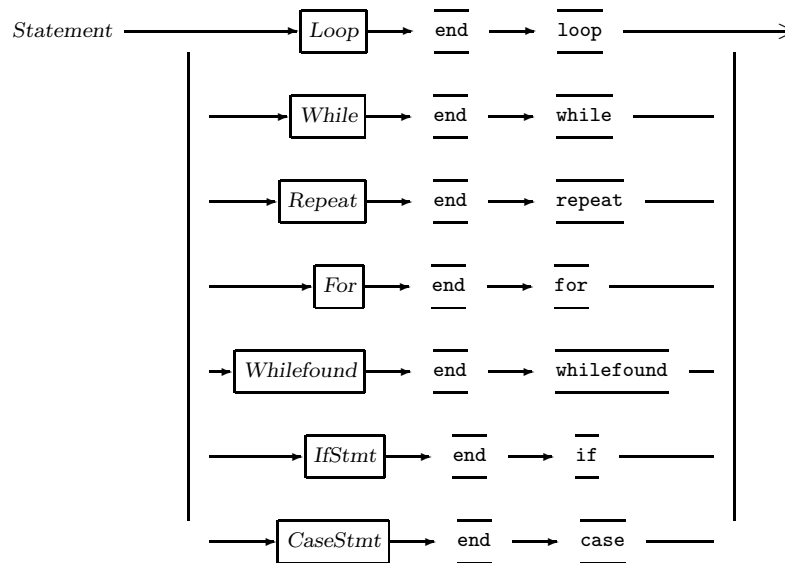 Statement Loop end loop
While end while
Repeat end repeat
For end for
Whilefound end whilefound
IfStmt end if
CaseStmt end case